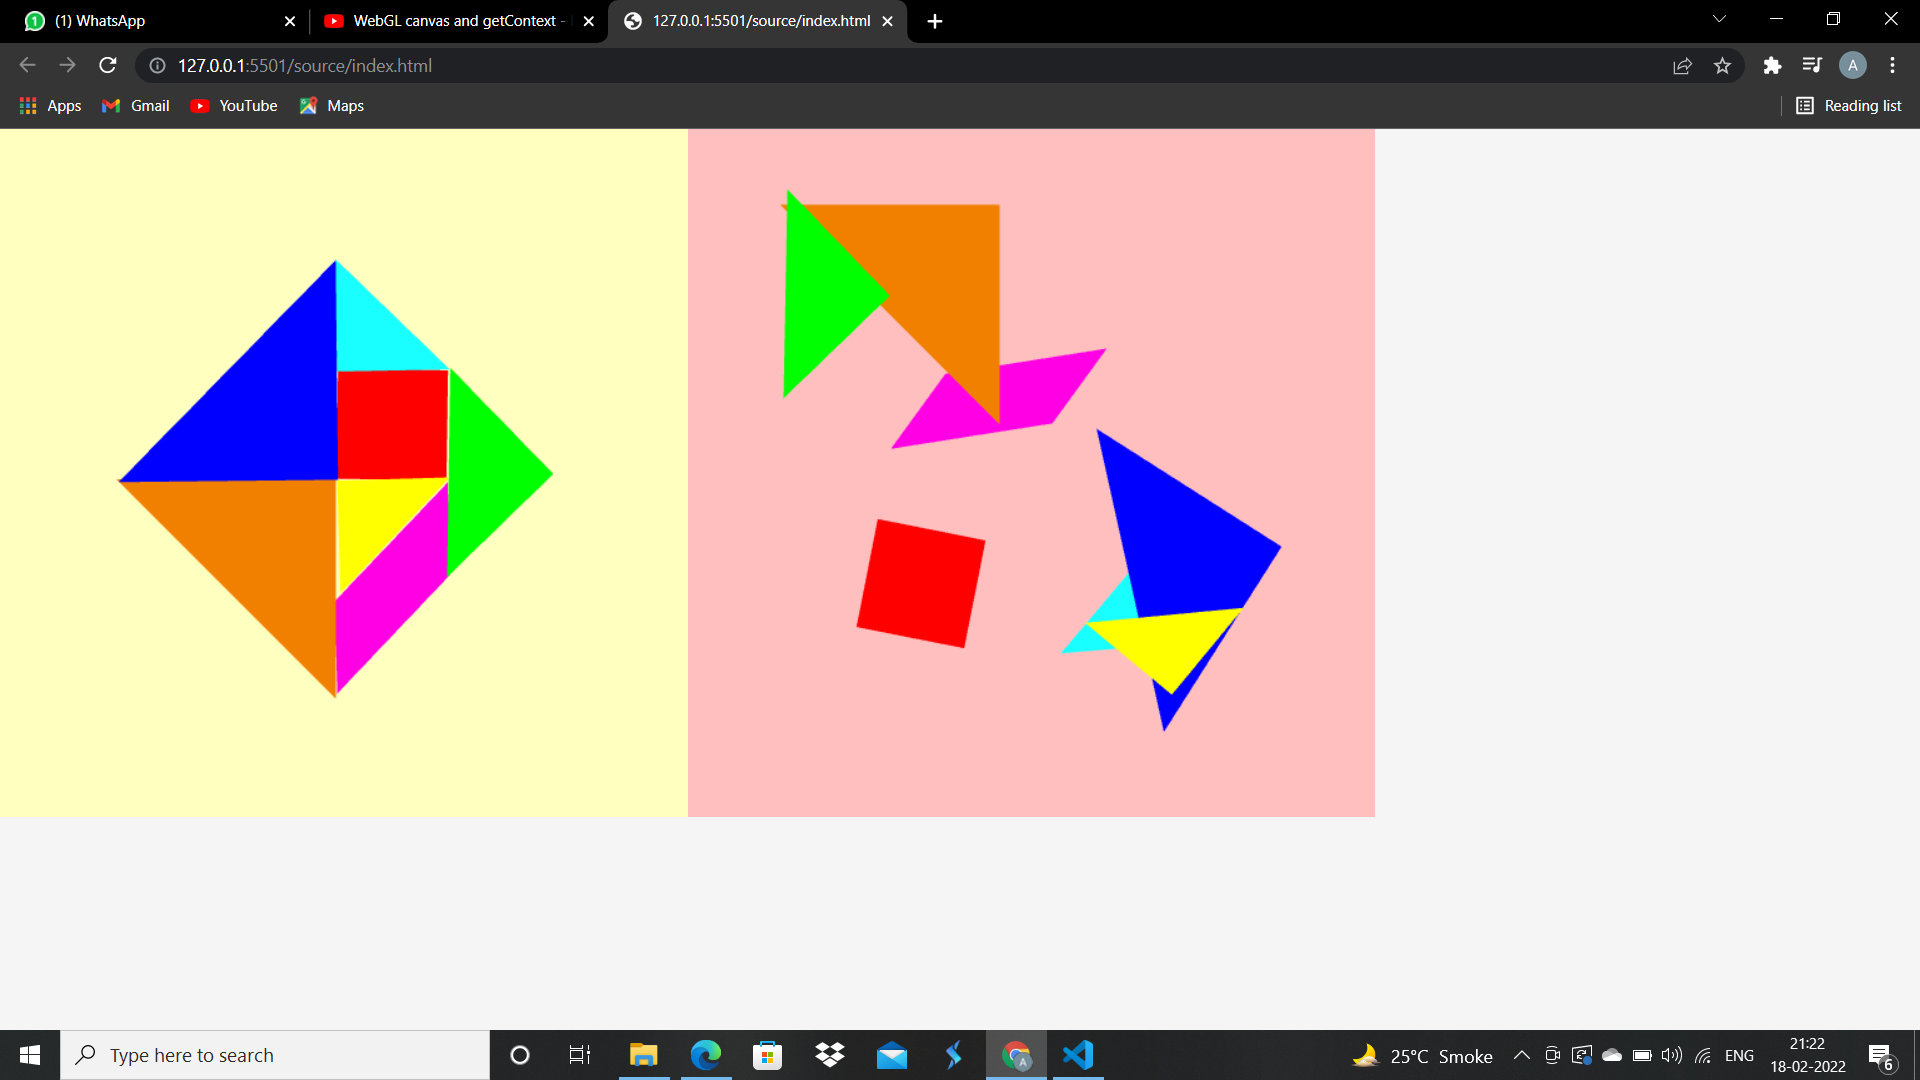 (1) WhatsApp
WebGL canvas and getContext -
127.0.0.1:5501/source/index.html
127.0.0.1:5501/source/index.html
A
Apps
Gmail
YouTube
Maps
Reading list
Type here to search
A
25°C Smoke
ENG
21:22
18-02-2022
6